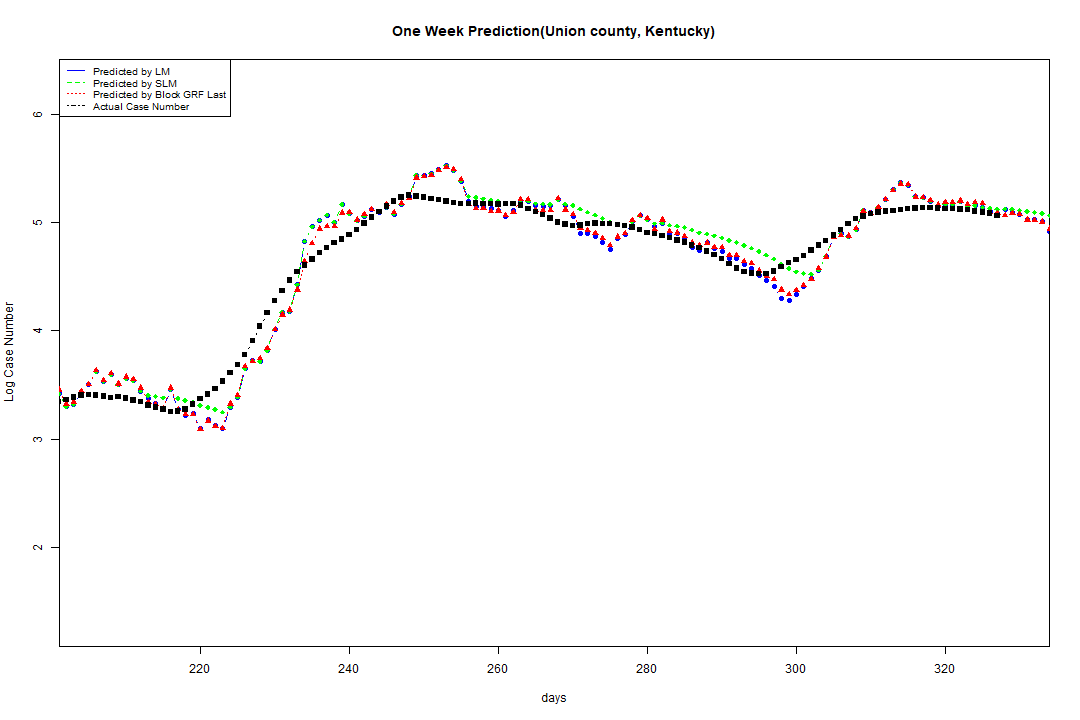 One Week Prediction(Union county, Kentucky)
Predicted by LM
Predicted by SLM
Predicted by Block GRF Last
Actual Case Number
6
5
4
3
2
Log Case Number
220 240 260 280 300 320
days